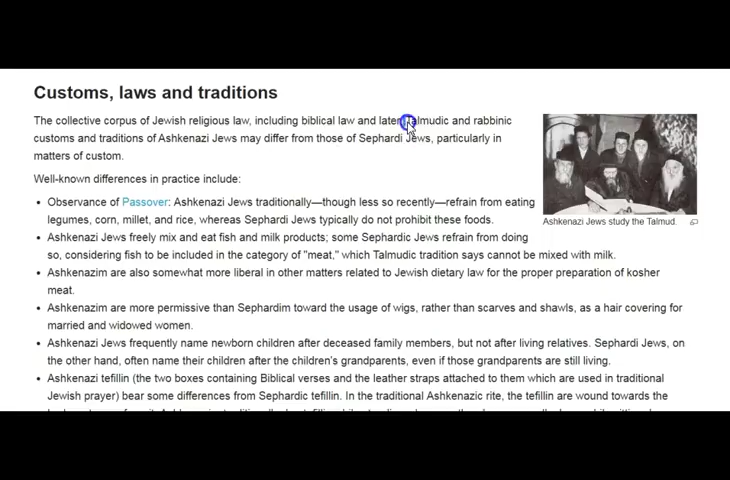 Customs, laws and traditions
The collective corpus of Jewish religious law, including biblical law and later Talmudic and rabbinic
customs and traditions of Ashkenazi Jews may differ from those of Sephardi Jews, particularly in
matters of custom.
Well-known differences in practice include:
• Observance of Passover: Ashkenazi Jews traditionally—though less so recently—refrain from eating
legumes, corn, millet, and rice, whereas Sephardi Jews typically do not prohibit these foods.
• Ashkenazi Jews freely mix and eat fish and milk products; some Sephardic Jews refrain from doing
so, considering fish to be included in the category of "meat," which Talmudic tradition says cannot be mixed with milk.
• Ashkenazim are also somewhat more liberal in other matters related to Jewish dietary law for the proper preparation of kosher
meat.
• Ashkenazim are more permissive than Sephardim toward the usage of wigs, rather than scarves and shawls, as a hair covering for
married and widowed women.
• Ashkenazi Jews frequently name newborn children after deceased family members, but not after living relatives. Sephardi Jews, on
the other hand, often name their children after the children's grandparents, even if those grandparents are still living.
• Ashkenazi tefillin (the two boxes containing Biblical verses and the leather straps attached to them which are used in traditional
Jewish prayer) bear some differences from Sephardic tefillin. In the traditional Ashkenazic rite, the tefillin are wound towards the
Ashkenazi Jews study the Talmud.